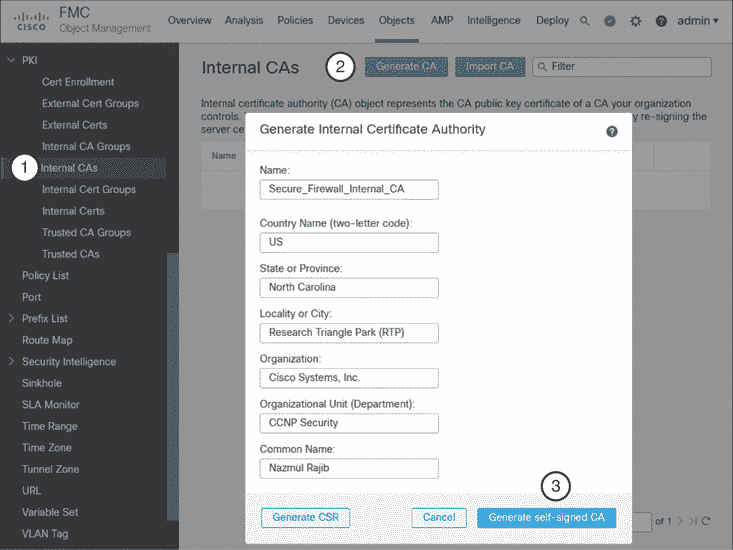 CISCO
FMC
Object Management
Overview Analysis Policies Devices Objects AMP Intelligence Deploy admin
PKI
Cert Enrollment
External Cert Groups
External Certs
Internal CA Groups
1
Internal CAs
Internal Cert Groups
Internal Certs
Trusted CA Groups
Trusted CAs
Policy List
Port
Prefix List
Route Map
Security Intelligence
Sinkhole
SLA Monitor
Time Range
Time Zone
Tunnel Zone
URL
Variable Set
VLAN Tag
Internal CAs
2
Generate CA
Import CA
Filter
Internal certificate authority (CA) object represents the CA public key certificate of a CA your organization
controls.
y re-signing the
server ce
Name
Generate Internal Certificate Authority
?
Name:
Secure_Firewall_Internal_CA
Country Name (two-letter code):
US
State or Province:
North Carolina
Locality or City:
Research Triangle Park (RTP)
Organization:
Cisco Systems, Inc.
Organizational Unit (Department):
CCNP Security
Common Name:
Nazmul Rajib
3
Generate CSR
Cancel
Generate self-signed CA
of 1